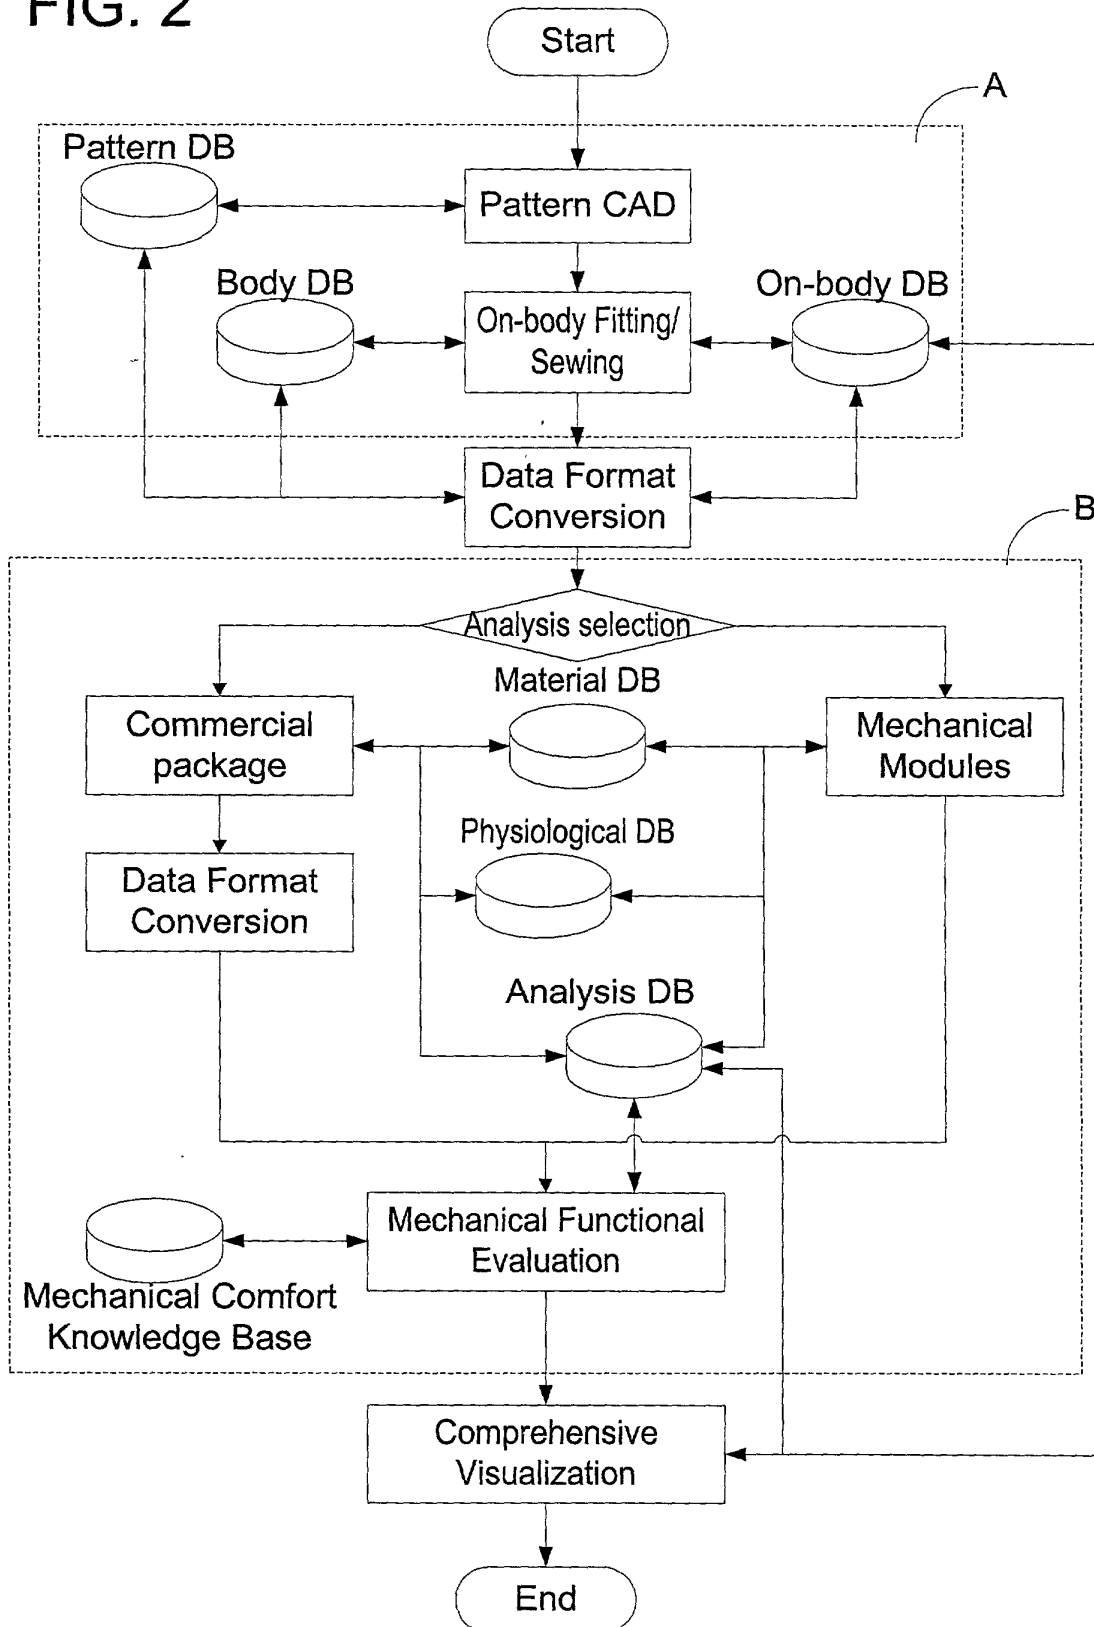 FIG. 2
Start
A
Pattern DB
Pattern CAD
Body DB
On-body Fitting/
Sewing
On-body DB
Data Format
Conversion
B
Analysis selection
Material DB
Commercial
package
Mechanical
Modules
Physiological DB
Data Format
Conversion
Analysis DB
Mechanical Functional
Evaluation
Mechanical Comfort
Knowledge Base
Comprehensive
Visualization
End